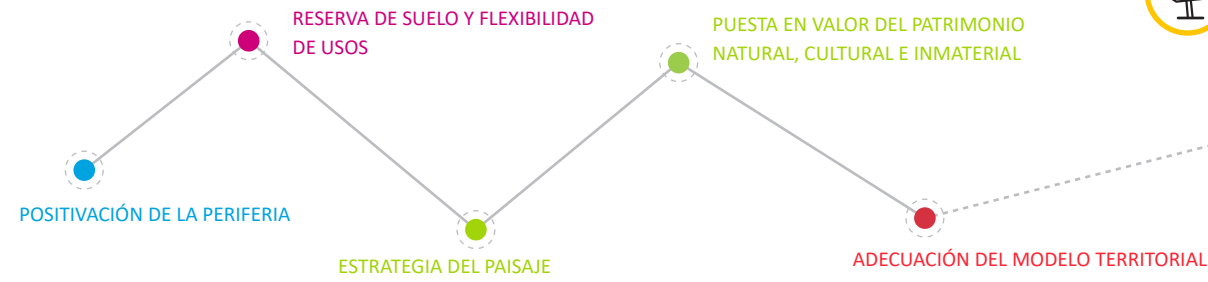 RESERVA DE SUELO Y FLEXIBILIDAD
DE USOS
PUESTA EN VALOR DEL PATRIMONIO
NATURAL, CULTURAL E INMATERIAL
POSITIVACIÓN DE LA PERIFERIA
ESTRATEGIA DEL PAISAJE
ADECUACIÓN DEL MODELO TERRITORIAL